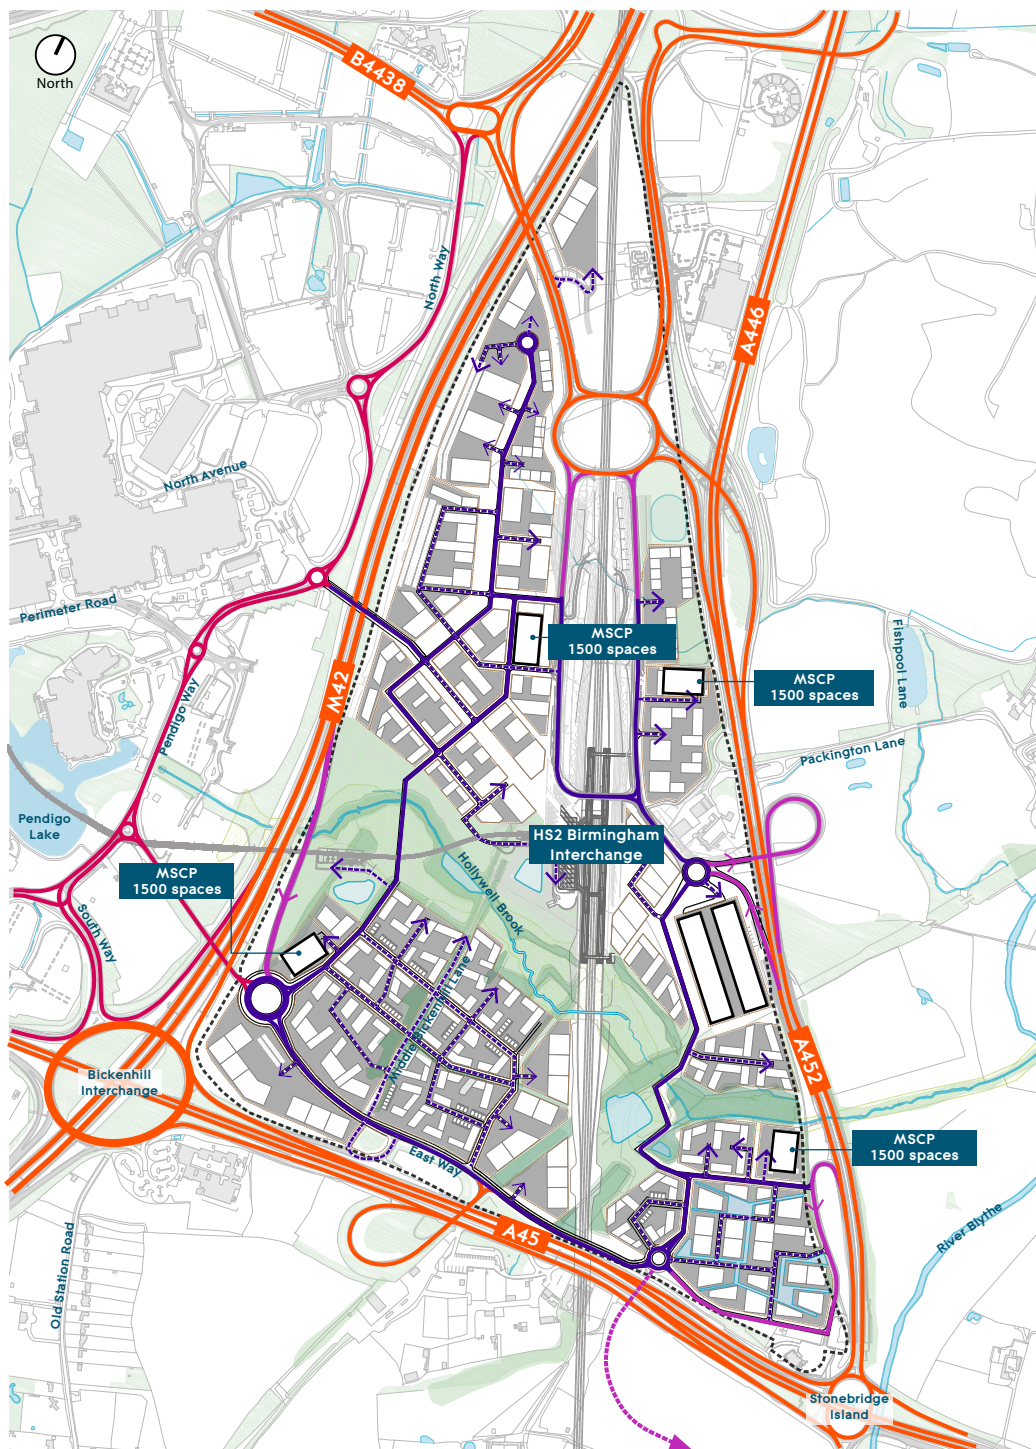 North
B4438
North Way
A446
North Avenue
Perimeter Road
MSCP
1500 spaces
Fishpool Lane
MSCP
1500 spaces
M42
Pendigo Way
Packington Lane
Pendigo
Lake
HS2 Birmingham
Interchange
MSCP
1500 spaces
Hollywell Brook
South Way
Middle Bickenhill Lane
A452
Bickenhill
Interchange
MSCP
1500 spaces
East Way
A45
River Blythe
Old Station Road
Stonebridge
Island